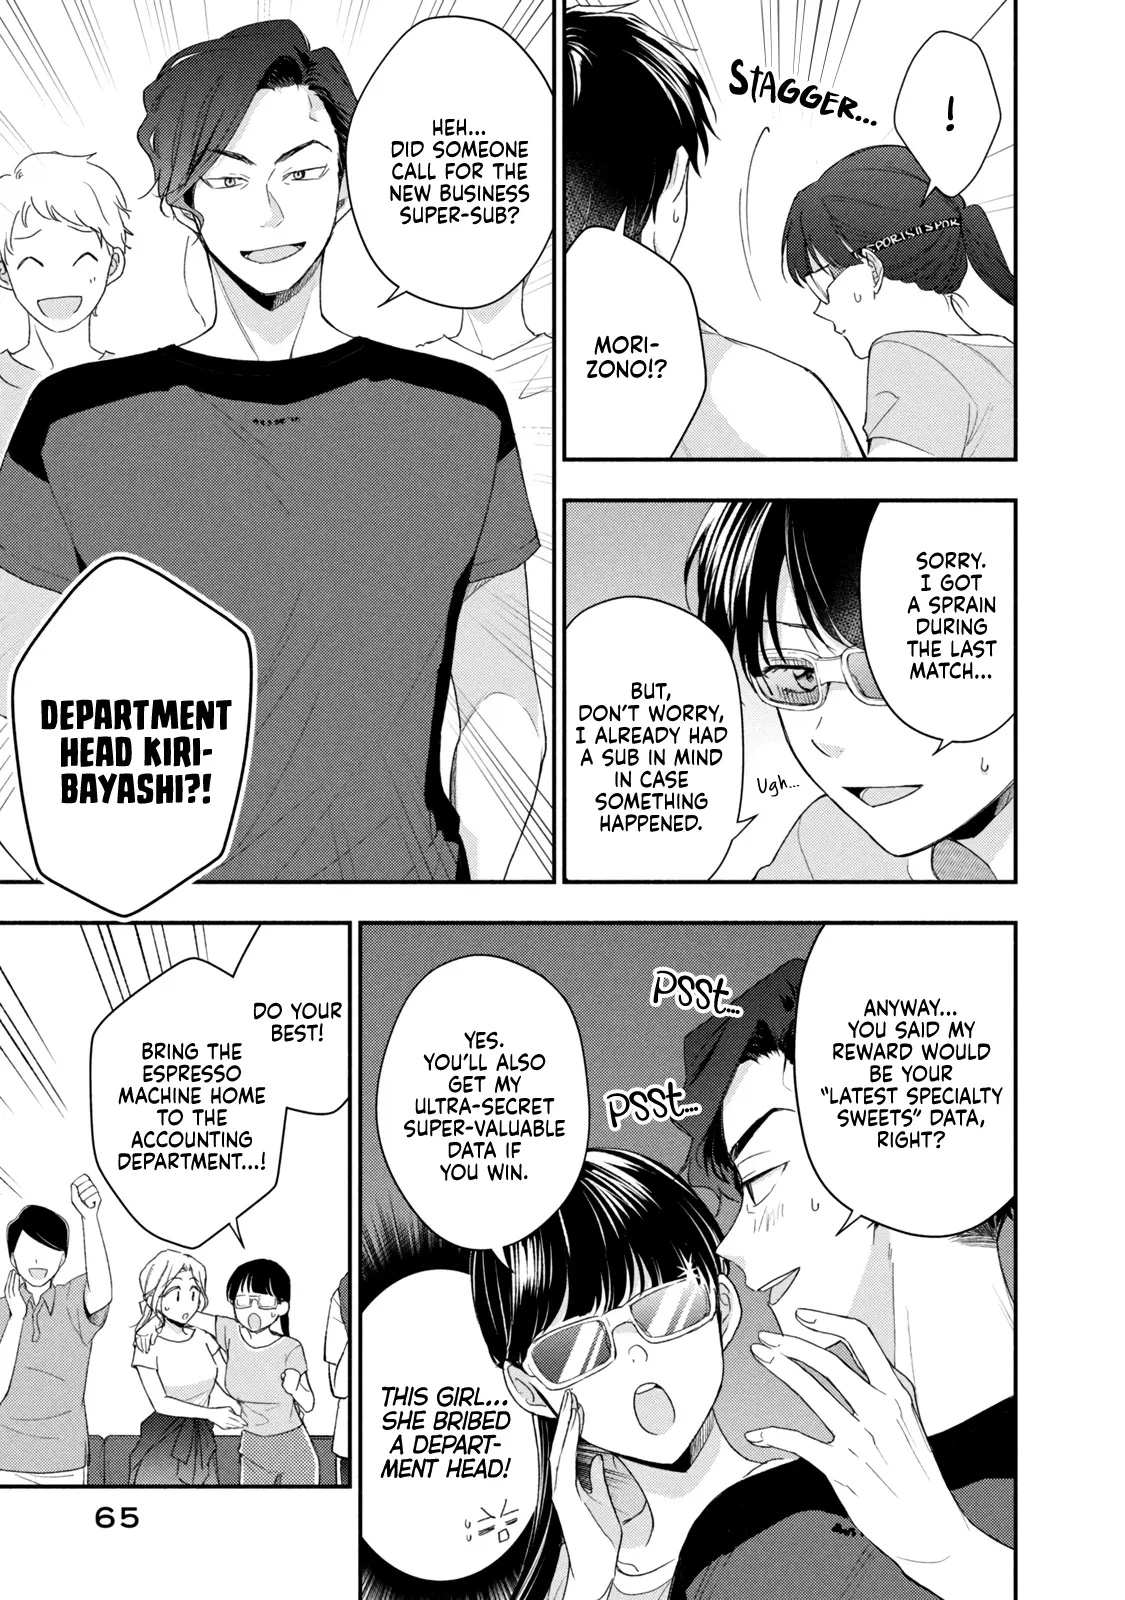 !
STAGGER...
MORI-
ZONO!?
SORRY.
I GOT
A SPRAIN
DURING
THE LAST
MATCH...
BUT,
DON'T WORRY,
I ALREADY HAD
A SUB IN MIND
IN CASE
SOMETHING
HAPPENED.
Ugh...
HEH...
DID SOMEONE
CALL FOR THE
NEW BUSINESS
SUPER-SUB?
DEPARTMENT
HEAD KIRI-
BAYASHI?!
ANYWAY...
YOU SAID MY
REWARD WOULD
BE YOUR
“LATEST SPECIALTY
SWEETS” DATA,
RIGHT?
PSST...
PSST...
YES.
YOU'LL ALSO
GET MY
ULTRA-SECRET
SUPER-VALUABLE
DATA IF
YOU WIN.
THIS GIRL...
SHE BRIBED
A DEPART-
MENT HEAD!
DO YOUR
BEST!
BRING THE
ESPRESSO
MACHINE HOME
TO THE
ACCOUNTING
DEPARTMENT...!
65